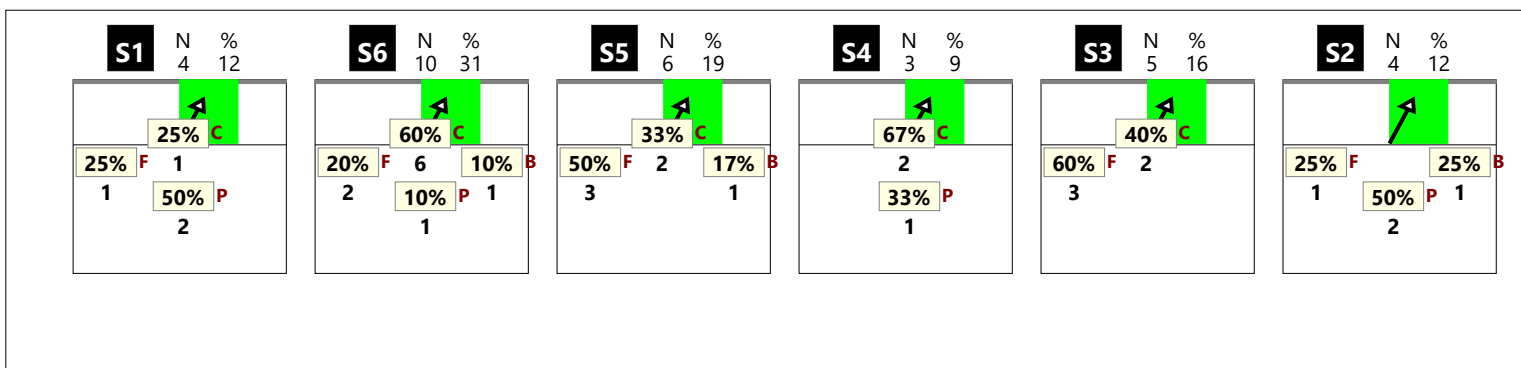 S1 N % 4 12
25% C
1
25% F
1
50% P
2
S6 N % 10 31
60% C
6
20% F
2
10% B
1
10% P
1
S5 N % 6 19
33% C
2
50% F
3
17% B
1
S4 N % 3 9
67% C
2
33% P
1
S3 N % 5 16
40% C
2
60% F
3
S2 N % 4 12
25% F
1
25% B
1
50% P
2